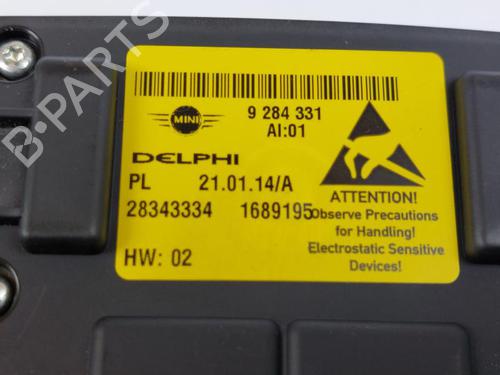 9 284 331
MINI
AI:01
DELPHI
PL 21.01.14/A
28343334 1689195
HW: 02
ATTENTION!
Observe Precautions
for Handling!
Electrostatic Sensitive
Devices!
B-PARTS